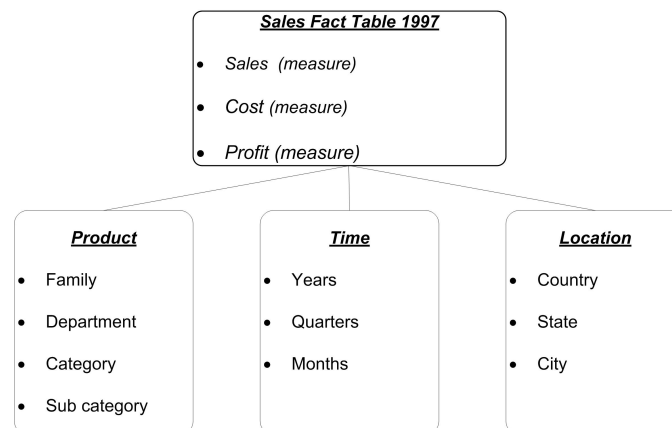 Sales Fact Table 1997
• Sales (measure)
• Cost (measure)
• Profit (measure)
Product
• Family
• Department
• Category
• Sub category
Time
• Years
• Quarters
• Months
Location
• Country
• State
• City